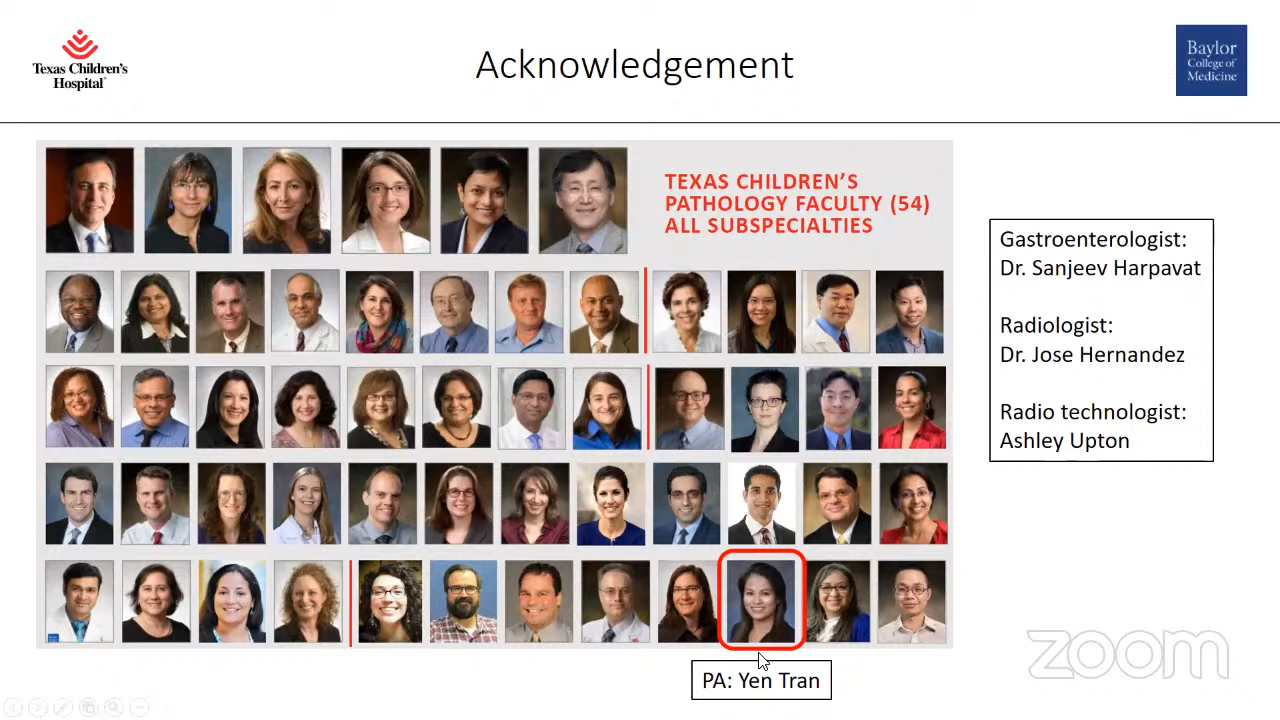 Texas Children's
Hospital
Acknowledgement
Baylor
College of
Medicine
TEXAS CHILDREN'S
PATHOLOGY FACULTY (54)
ALL SUBSPECIALTIES
Gastroenterologist:
Dr. Sanjeev Harpavat
Radiologist:
Dr. Jose Hernandez
Radio technologist:
Ashley Upton
PA: Yen Tran
zoom